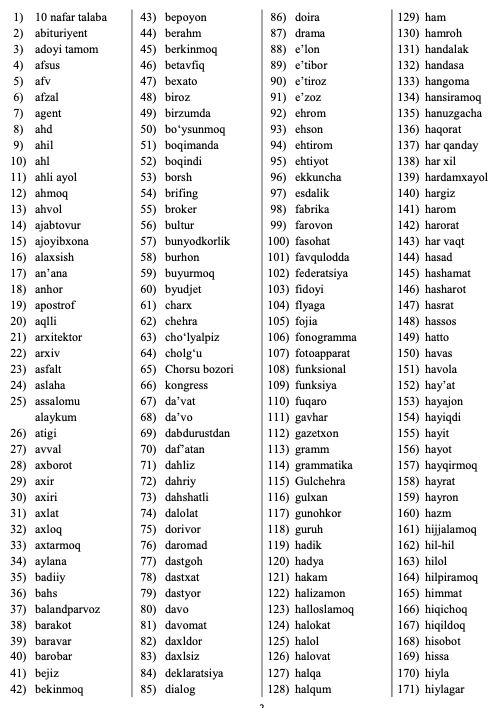 1) 10 nafar talaba
2) abituriyent
3) adoyi tamom
4) afsus
5) afv
6) afzal
7) agent
8) ahd
9) ahil
10) ahl
11) ahli ayol
12) ahmoq
13) ahvol
14) ajabtovur
15) ajoyibxona
16) alaxsish
17) an’ana
18) anhor
19) apostrof
20) aqlli
21) arxitektor
22) arxiv
23) asfalt
24) aslaha
25) assalomu
alaykum
26) atigi
27) avval
28) axborot
29) axir
30) axiri
31) axlat
32) axloq
33) axtarmoq
34) aylana
35) badiiy
36) bahs
37) balandparvoz
38) barakot
39) baravar
40) barobar
41) bejiz
42) bekinmoq
43) bepoyon
44) berahm
45) berkinmoq
46) betavfiq
47) bexato
48) biroz
49) birzumda
50) bo‘ysunmoq
51) boqimanda
52) boqindi
53) borsh
54) brifing
55) broker
56) bultur
57) bunyodkorlik
58) burhon
59) buyurmoq
60) byudjet
61) charx
62) chehra
63) cho‘lyalpiz
64) cholg‘u
65) Chorsu bozori
66) kongress
67) da’vat
68) da’vo
69) dabdurustdan
70) daf’atan
71) dahliz
72) dahriy
73) dahshatli
74) dalolat
75) dorivor
76) daromad
77) dastgoh
78) dastxat
79) dastyor
80) davo
81) davomat
82) daxldor
83) daxlsiz
84) deklaratsiya
85) dialog
86) doira
87) drama
88) e’lon
89) e’tibor
90) e’tiroz
91) e’zoz
92) ehrom
93) ehson
94) ehtirom
95) ehtiyot
96) ekkuncha
97) esdalik
98) fabrika
99) farovon
100) fasohat
101) favqulodda
102) federatsiya
103) fidoyi
104) flyaga
105) fojia
106) fonogramma
107) fotoapparat
108) funksional
109) funksiya
110) fuqaro
111) gavhar
112) gazetxon
113) gramm
114) grammatika
115) Gulchehra
116) gulxan
117) gunohkor
118) guruh
119) hadik
120) hadya
121) hakam
122) halizamon
123) halloslamoq
124) halokat
125) halol
126) halovat
127) halqa
128) halqum
129) ham
130) hamroh
131) handalak
132) handasa
133) hangoma
134) hansiramoq
135) hanuzgacha
136) haqorat
137) har qanday
138) har xil
139) hardamxayol
140) hargiz
141) harom
142) harorat
143) har vaqt
144) hasad
145) hashamat
146) hasharot
147) hasrat
148) hassos
149) hatto
150) havas
151) havola
152) hay’at
153) hayajon
154) hayiqdi
155) hayit
156) hayot
157) hayqirmoq
158) hayrat
159) hayron
160) hazm
161) hijjalamoq
162) hil-hil
163) hilol
164) hilpiramoq
165) himmat
166) hiqichoq
167) hiqildoq
168) hisobot
169) hissa
170) hiyla
171) hiylagar